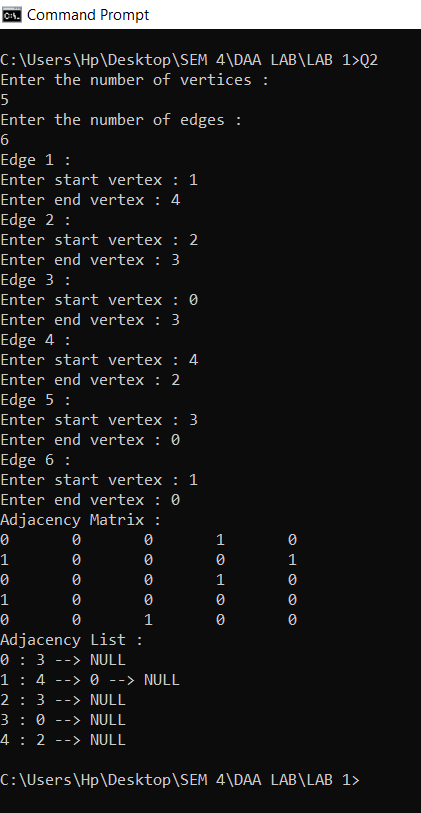 Command Prompt
C:\Users\Hp\Desktop\SEM 4\DAA LAB\LAB 1>Q2
Enter the number of vertices :
5
Enter the number of edges :
6
Edge 1 :
Enter start vertex : 1
Enter end vertex : 4
Edge 2 :
Enter start vertex : 2
Enter end vertex : 3
Edge 3 :
Enter start vertex : 0
Enter end vertex : 3
Edge 4 :
Enter start vertex : 4
Enter end vertex : 2
Edge 5 :
Enter start vertex : 3
Enter end vertex : 0
Edge 6 :
Enter start vertex : 1
Enter end vertex : 0
Adjacency Matrix :
0       0       0       1       0
1       0       0       0       1
0       0       0       1       0
1       0       0       0       0
0       0       1       0       0
Adjacency List :
0 : 3 --> NULL
1 : 4 --> 0 --> NULL
2 : 3 --> NULL
3 : 0 --> NULL
4 : 2 --> NULL
C:\Users\Hp\Desktop\SEM 4\DAA LAB\LAB 1>